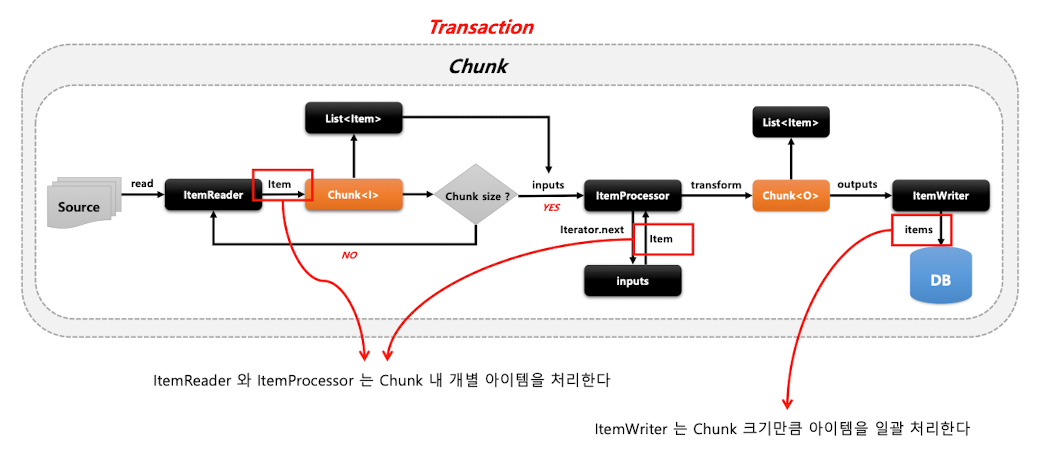 Transaction
Chunk
List<Item>
List<Item>
read
Item
inputs
transform
outputs
Source
ItemReader
Chunk<I>
Chunk size ?
YES
ItemProcessor
Chunk<O>
ItemWriter
Iterator.next
Item
items
NO
inputs
DB
ItemReader 와 ItemProcessor 는 Chunk 내 개별 아이템을 처리한다
ItemWriter 는 Chunk 크기만큼 아이템을 일괄 처리한다